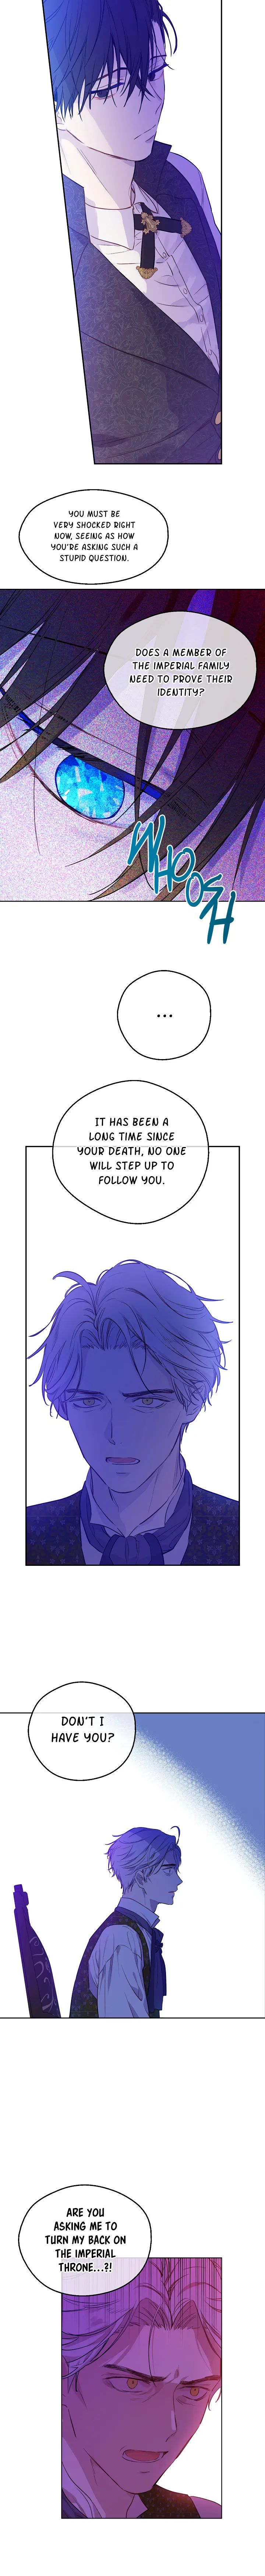 YOU MUST BE
VERY SHOCKED RIGHT
NOW, SEEING AS HOW
YOU'RE ASKING SUCH A
STUPID QUESTION.
DOES A MEMBER OF
THE IMPERIAL FAMILY
NEED TO PROVE THEIR
IDENTITY?
WHOOSH
...
IT HAS BEEN A
LONG TIME SINCE
YOUR DEATH, NO ONE
WILL STEP UP TO
FOLLOW YOU.
DON'T I
HAVE YOU?
ARE YOU
ASKING ME TO
TURN MY BACK ON
THE IMPERIAL
THRONE...?!